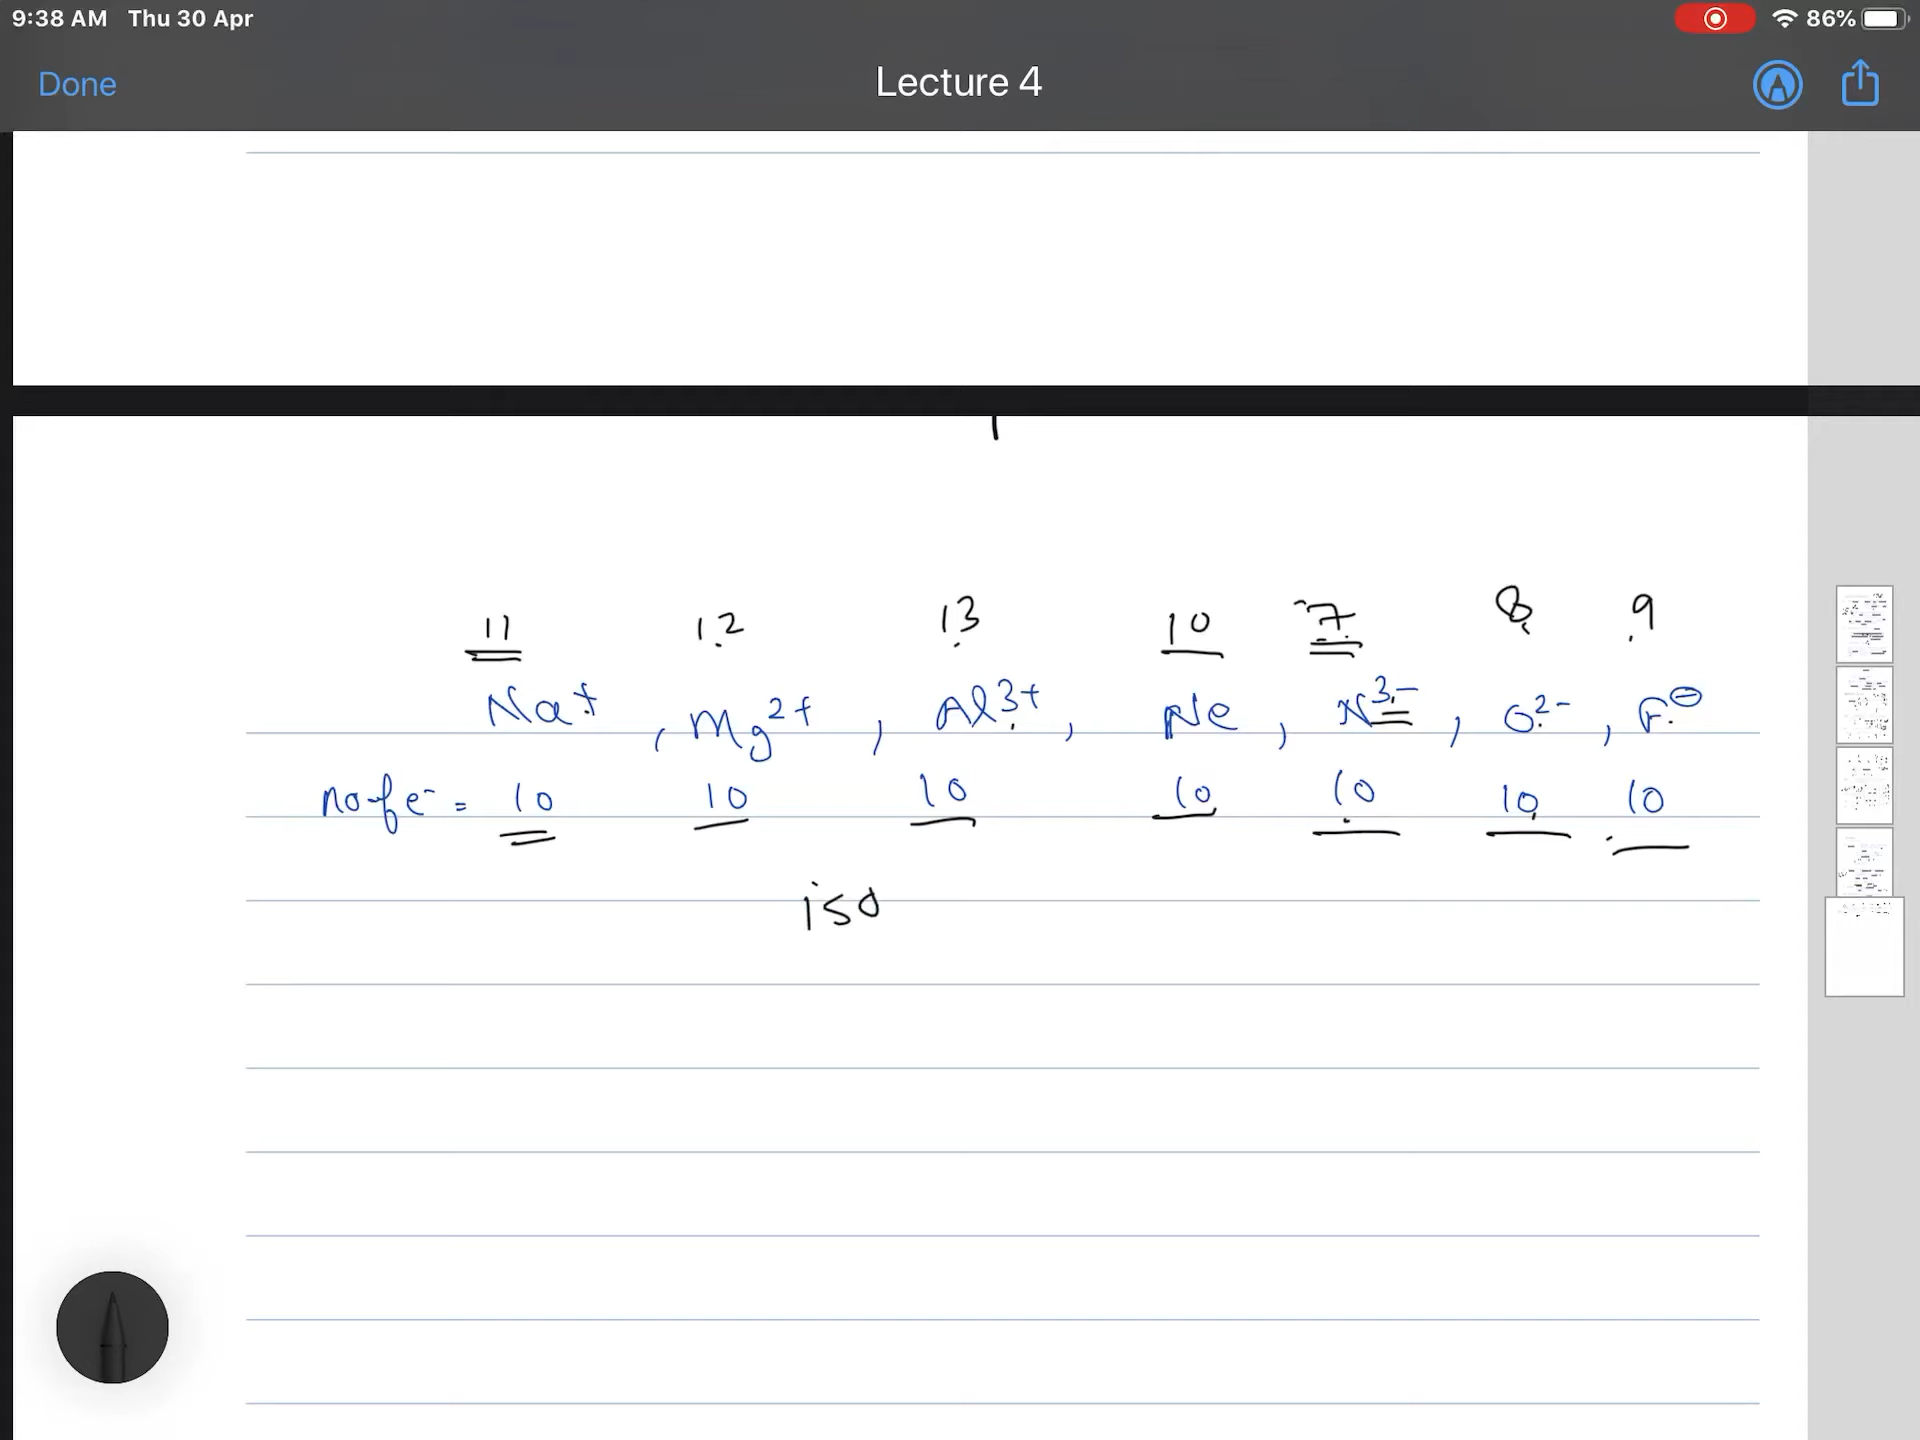 9:38 AM Thu 30 Apr 86%
Done Lecture 4
11 12 13 10 7 8 9
Na⁺, Mg²⁺, Al³⁺, Ne, N³⁻, O²⁻, F⊖
no of e⁻ = 10 10 10 10 10 10 10
iso